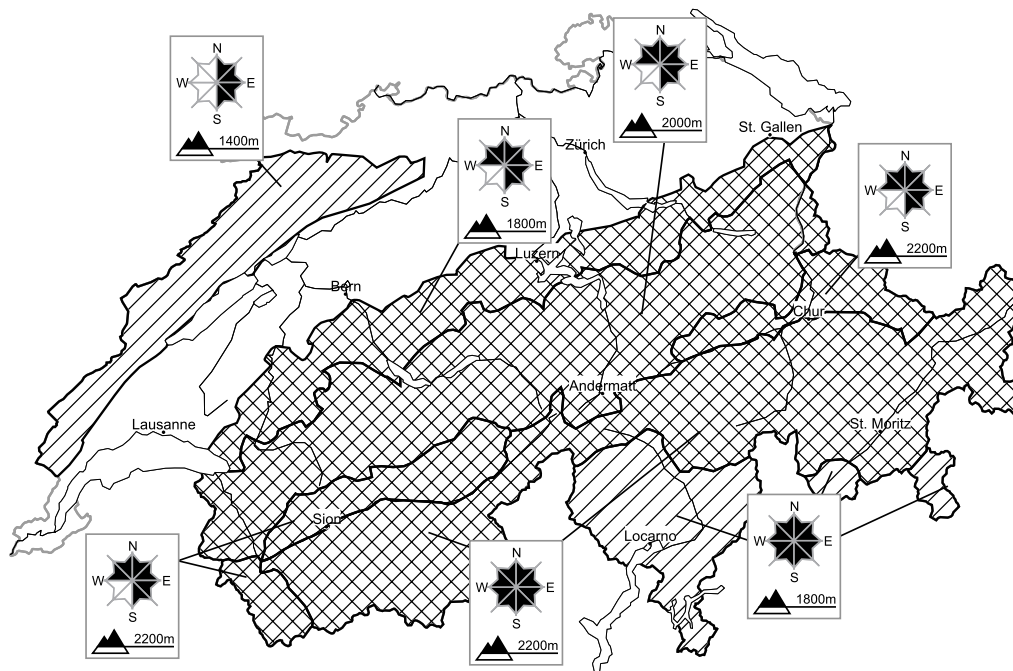 N
W E
S
1400m
N
W E
S
2000m
St. Gallen
Zürich
N
W E
S
1800m
N
W E
S
2200m
Luzern
Bern
Chur
Andermatt
Lausanne
St. Moritz
Sion
Locarno
N
W E
S
2200m
N
W E
S
2200m
N
W E
S
1800m